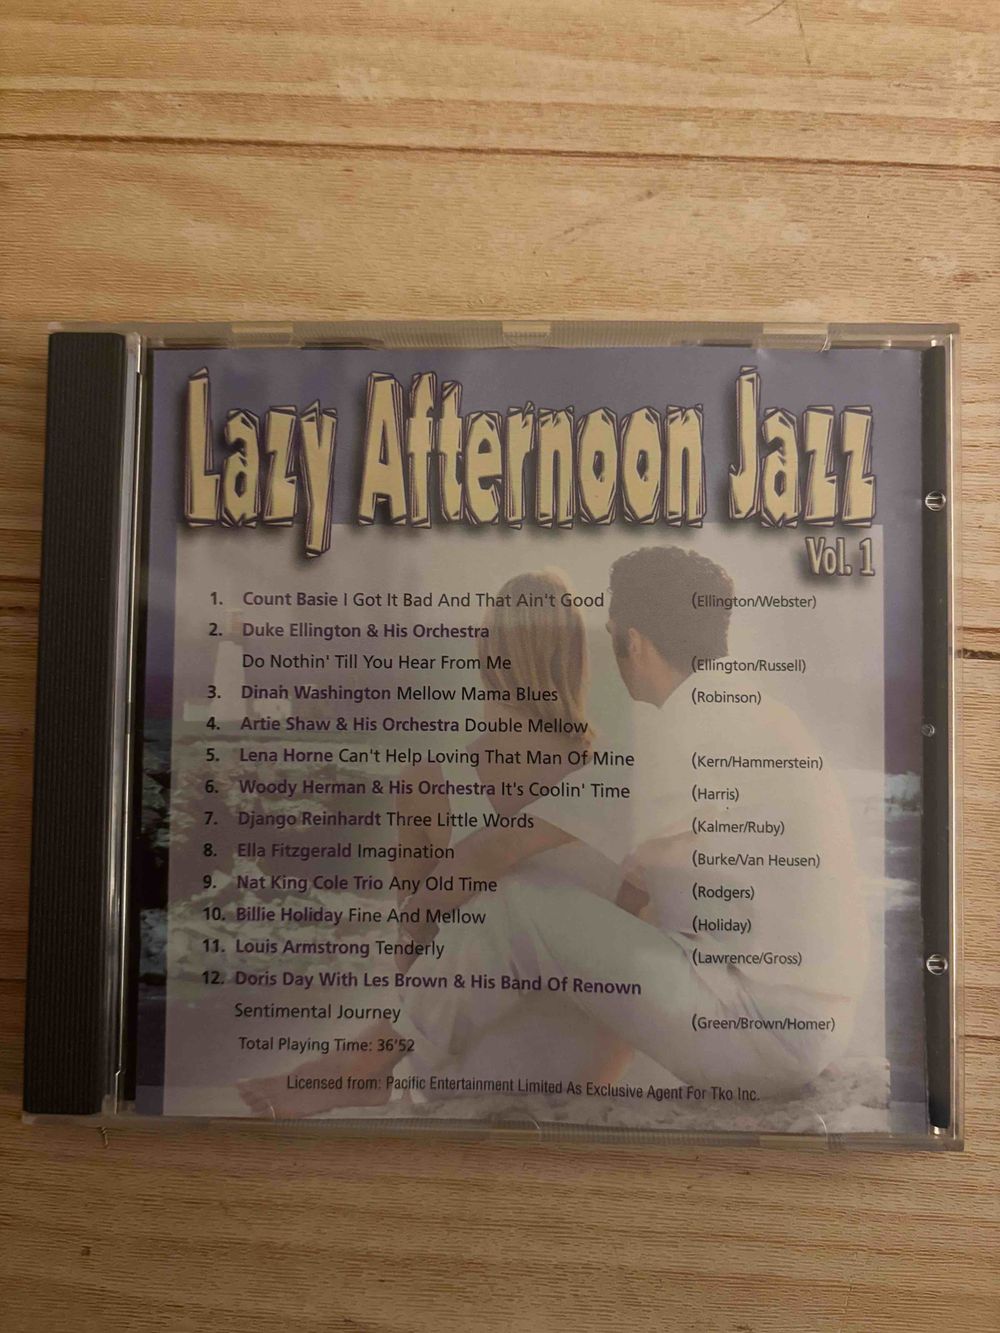 Lazy Afternoon Jazz
Vol. 1
1. Count Basie I Got It Bad And That Ain't Good (Ellington/Webster)
2. Duke Ellington & His Orchestra
Do Nothin' Till You Hear From Me (Ellington/Russell)
3. Dinah Washington Mellow Mama Blues (Robinson)
4. Artie Shaw & His Orchestra Double Mellow
5. Lena Horne Can't Help Loving That Man Of Mine (Kern/Hammerstein)
6. Woody Herman & His Orchestra It's Coolin' Time (Harris)
7. Django Reinhardt Three Little Words (Kalmer/Ruby)
8. Ella Fitzgerald Imagination (Burke/Van Heusen)
9. Nat King Cole Trio Any Old Time (Rodgers)
10. Billie Holiday Fine And Mellow (Holiday)
11. Louis Armstrong Tenderly (Lawrence/Gross)
12. Doris Day With Les Brown & His Band Of Renown
Sentimental Journey (Green/Brown/Homer)
Total Playing Time: 36'52
Licensed from: Pacific Entertainment Limited As Exclusive Agent For Tko Inc.